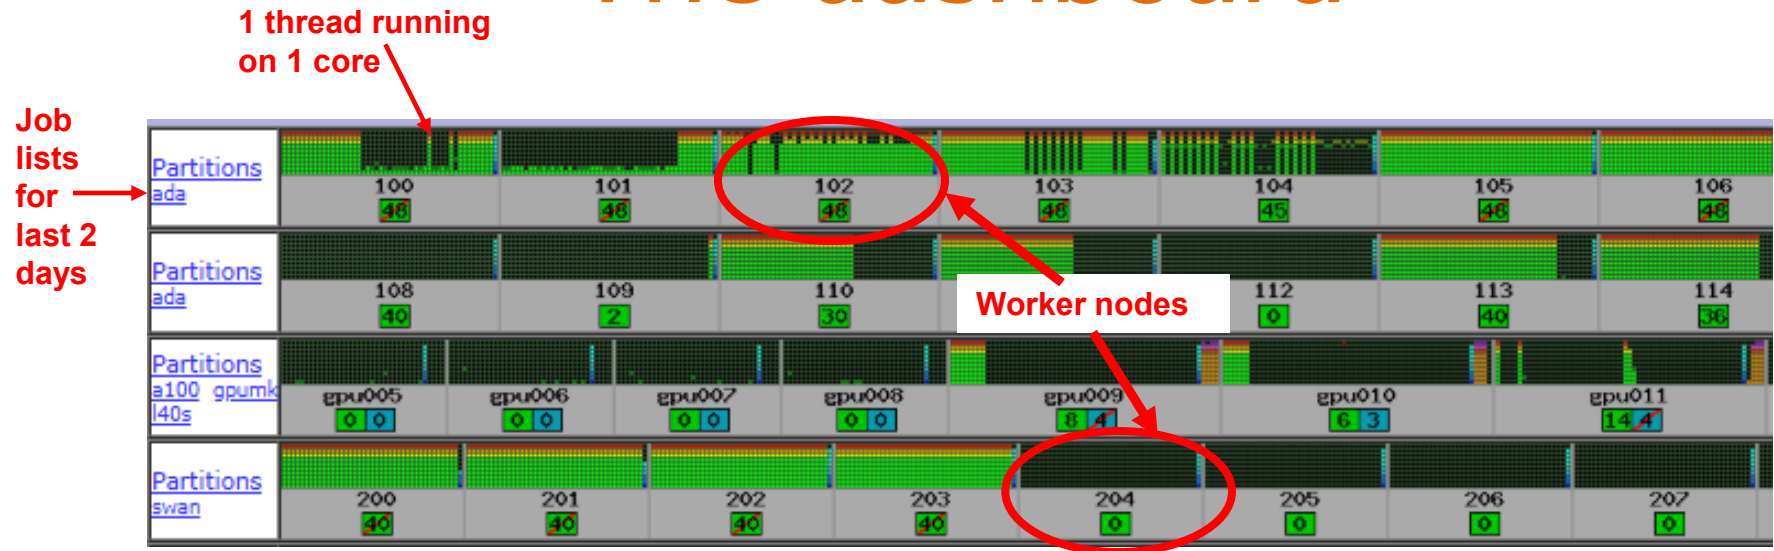 The dashboard
1 thread running
on 1 core
Job
lists
for
last 2
days
Partitions
ada
100 101 102 103 104 105 106
48 48 48 48 45 48 48
Partitions
ada
108 109 110 112 113 114
40 2 30 0 40 36
Worker nodes
Partitions
a100 gpumk
l40s
gpu005 gpu006 gpu007 gpu008 gpu009 gpu010 gpu011
0 0 0 0 0 0 0 0 8 4 6 3 14 4
Partitions
swan
200 201 202 203 204 205 206 207
40 40 40 40 0 0 0 0